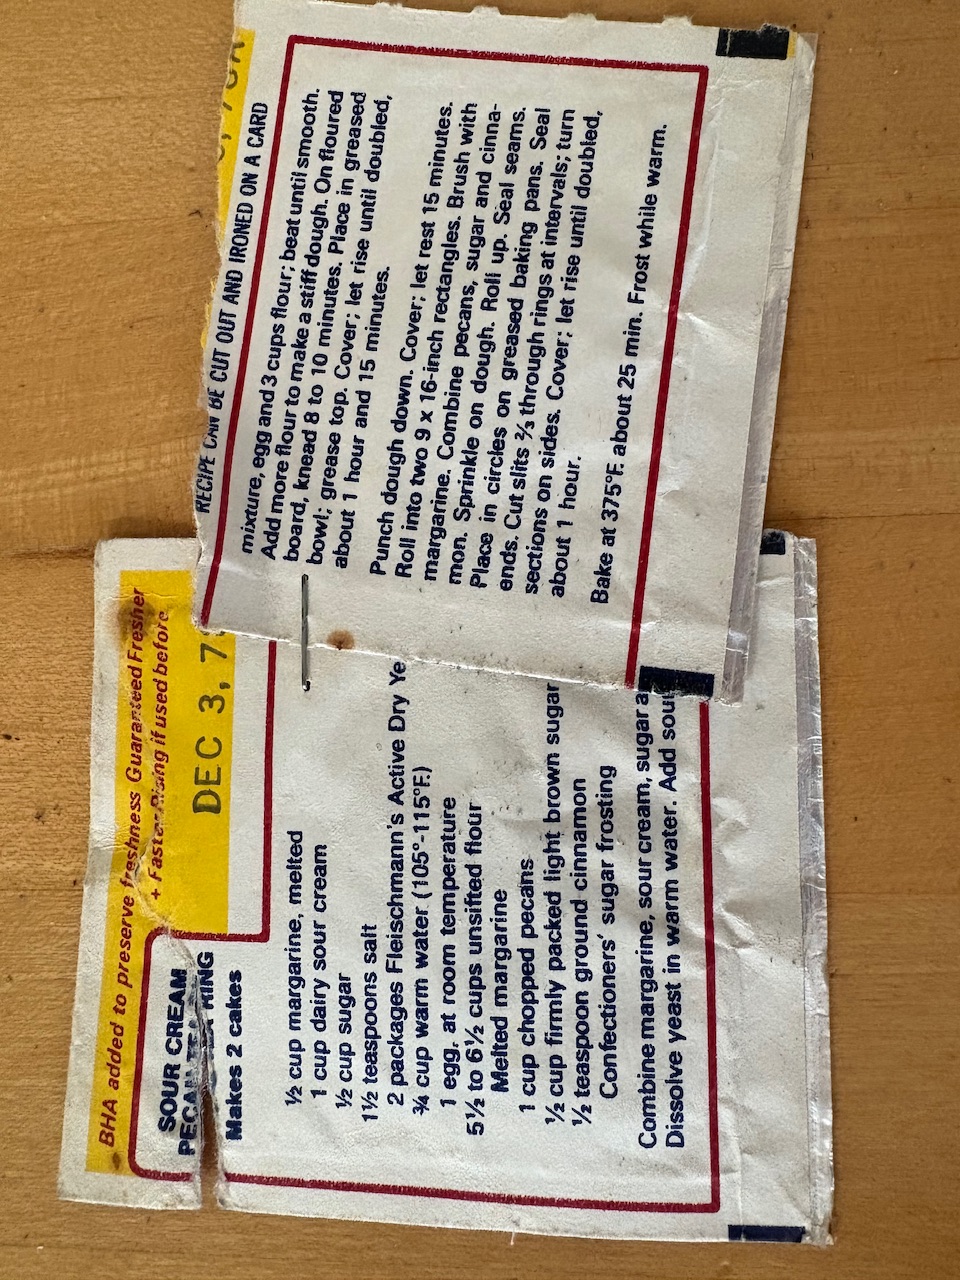 BHA added to preserve freshness Guaranteed Fresher
+ Faster Rising if used before
DEC 3, 7
SOUR CREAM
PECAN TEA RING
Makes 2 cakes
½ cup margarine, melted
1 cup dairy sour cream
½ cup sugar
1½ teaspoons salt
2 packages Fleischmann's Active Dry Ye
¾ cup warm water (105°-115°F.)
1 egg, at room temperature
5½ to 6½ cups unsifted flour
Melted margarine
1 cup chopped pecans
½ cup firmly packed light brown sugar
½ teaspoon ground cinnamon
Confectioners' sugar frosting
Combine margarine, sour cream, sugar a
Dissolve yeast in warm water. Add sour
RECIPE CAN BE CUT OUT AND IRONED ON A CARD
mixture, egg and 3 cups flour; beat until smooth.
Add more flour to make a stiff dough. On floured
board, knead 8 to 10 minutes. Place in greased
bowl; grease top. Cover; let rise until doubled,
about 1 hour and 15 minutes.
Punch dough down. Cover; let rest 15 minutes.
Roll into two 9 x 16-inch rectangles. Brush with
margarine. Combine pecans, sugar and cinna-
mon. Sprinkle on dough. Roll up. Seal seams.
Place in circles on greased baking pans. Seal
ends. Cut slits ⅔ through rings at intervals; turn
sections on sides. Cover; let rise until doubled,
about 1 hour.
Bake at 375°F. about 25 min. Frost while warm.